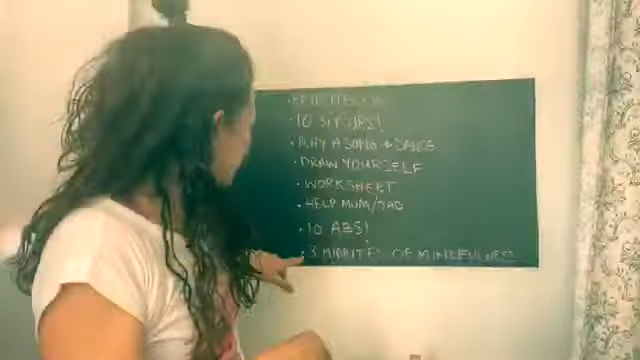 · 10 SIT UPS!
· PLAY A SONG & DANCE
· DRAW YOURSELF
· WORKSHEET
· HELP MUM/DAD
· 10 ABS!
· 3 MINUTES OF MINDFULNESS